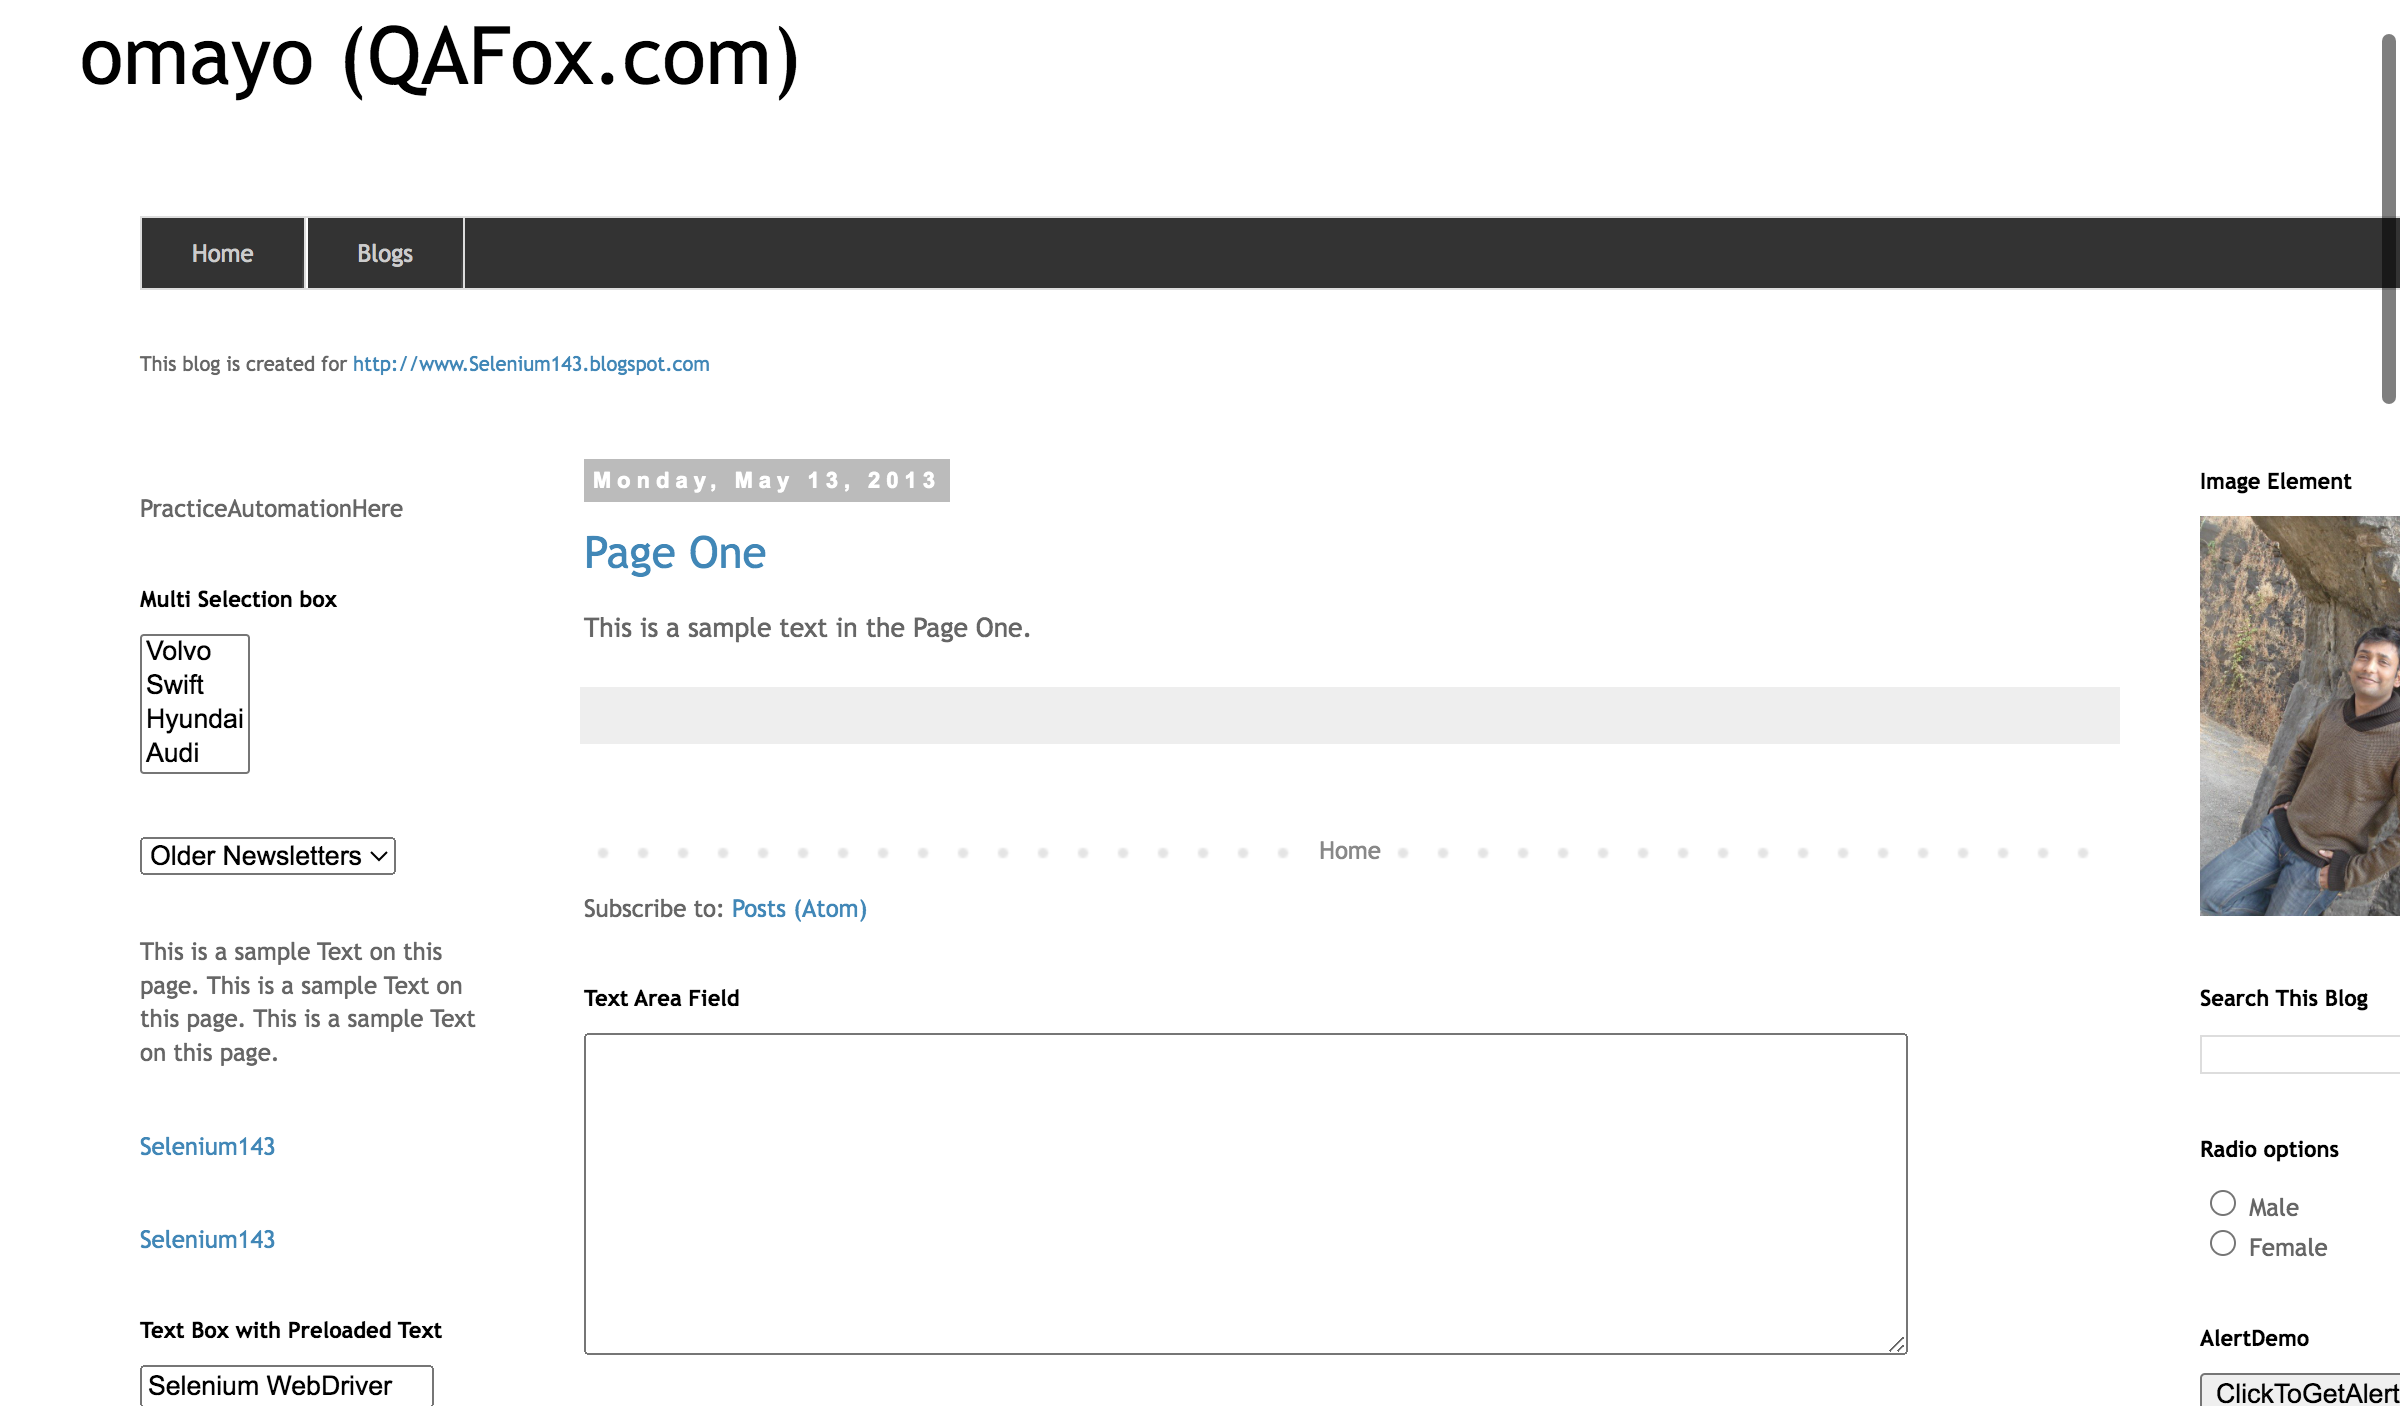 omayo (QAFox.com)
Home
Blogs
This blog is created for http://www.Selenium143.blogspot.com
PracticeAutomationHere
Multi Selection box
Volvo
Swift
Hyundai
Audi
Older Newsletters
This is a sample Text on this
page. This is a sample Text on
this page. This is a sample Text
on this page.
Selenium143
Selenium143
Text Box with Preloaded Text
Selenium WebDriver
Monday, May 13, 2013
Page One
This is a sample text in the Page One.
Home
Subscribe to: Posts (Atom)
Text Area Field
Image Element
Search This Blog
Radio options
Male
Female
AlertDemo
ClickToGetAlert